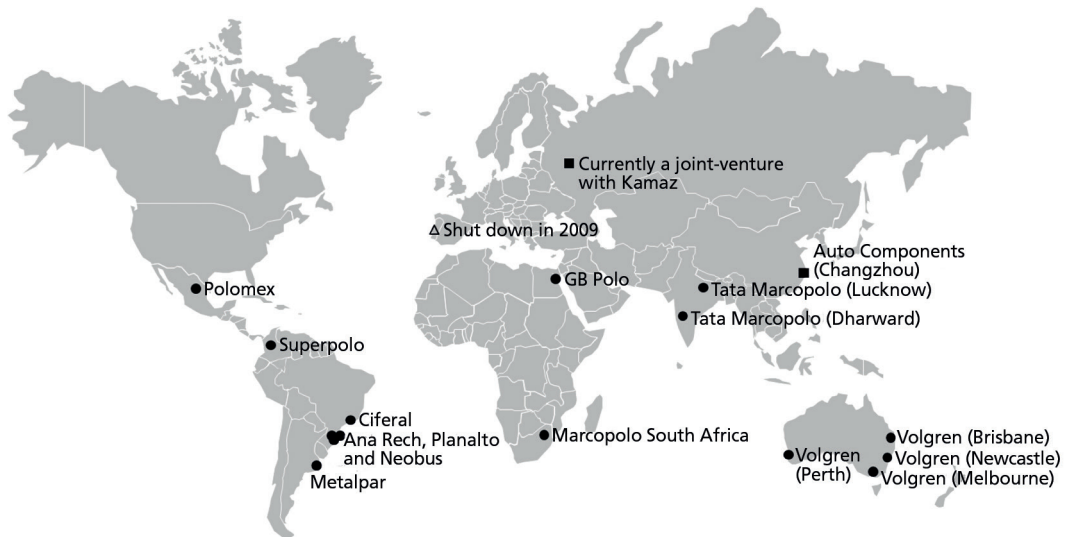 Currently a joint-venture
with Kamaz
Shut down in 2009
Auto Components
(Changzhou)
GB Polo
Polomex
Tata Marcopolo (Lucknow)
Tata Marcopolo (Dharward)
Superpolo
Ciferal
Ana Rech, Planalto
and Neobus
Marcopolo South Africa
Metalpar
Volgren (Brisbane)
Volgren
(Perth)
Volgren (Newcastle)
Volgren (Melbourne)